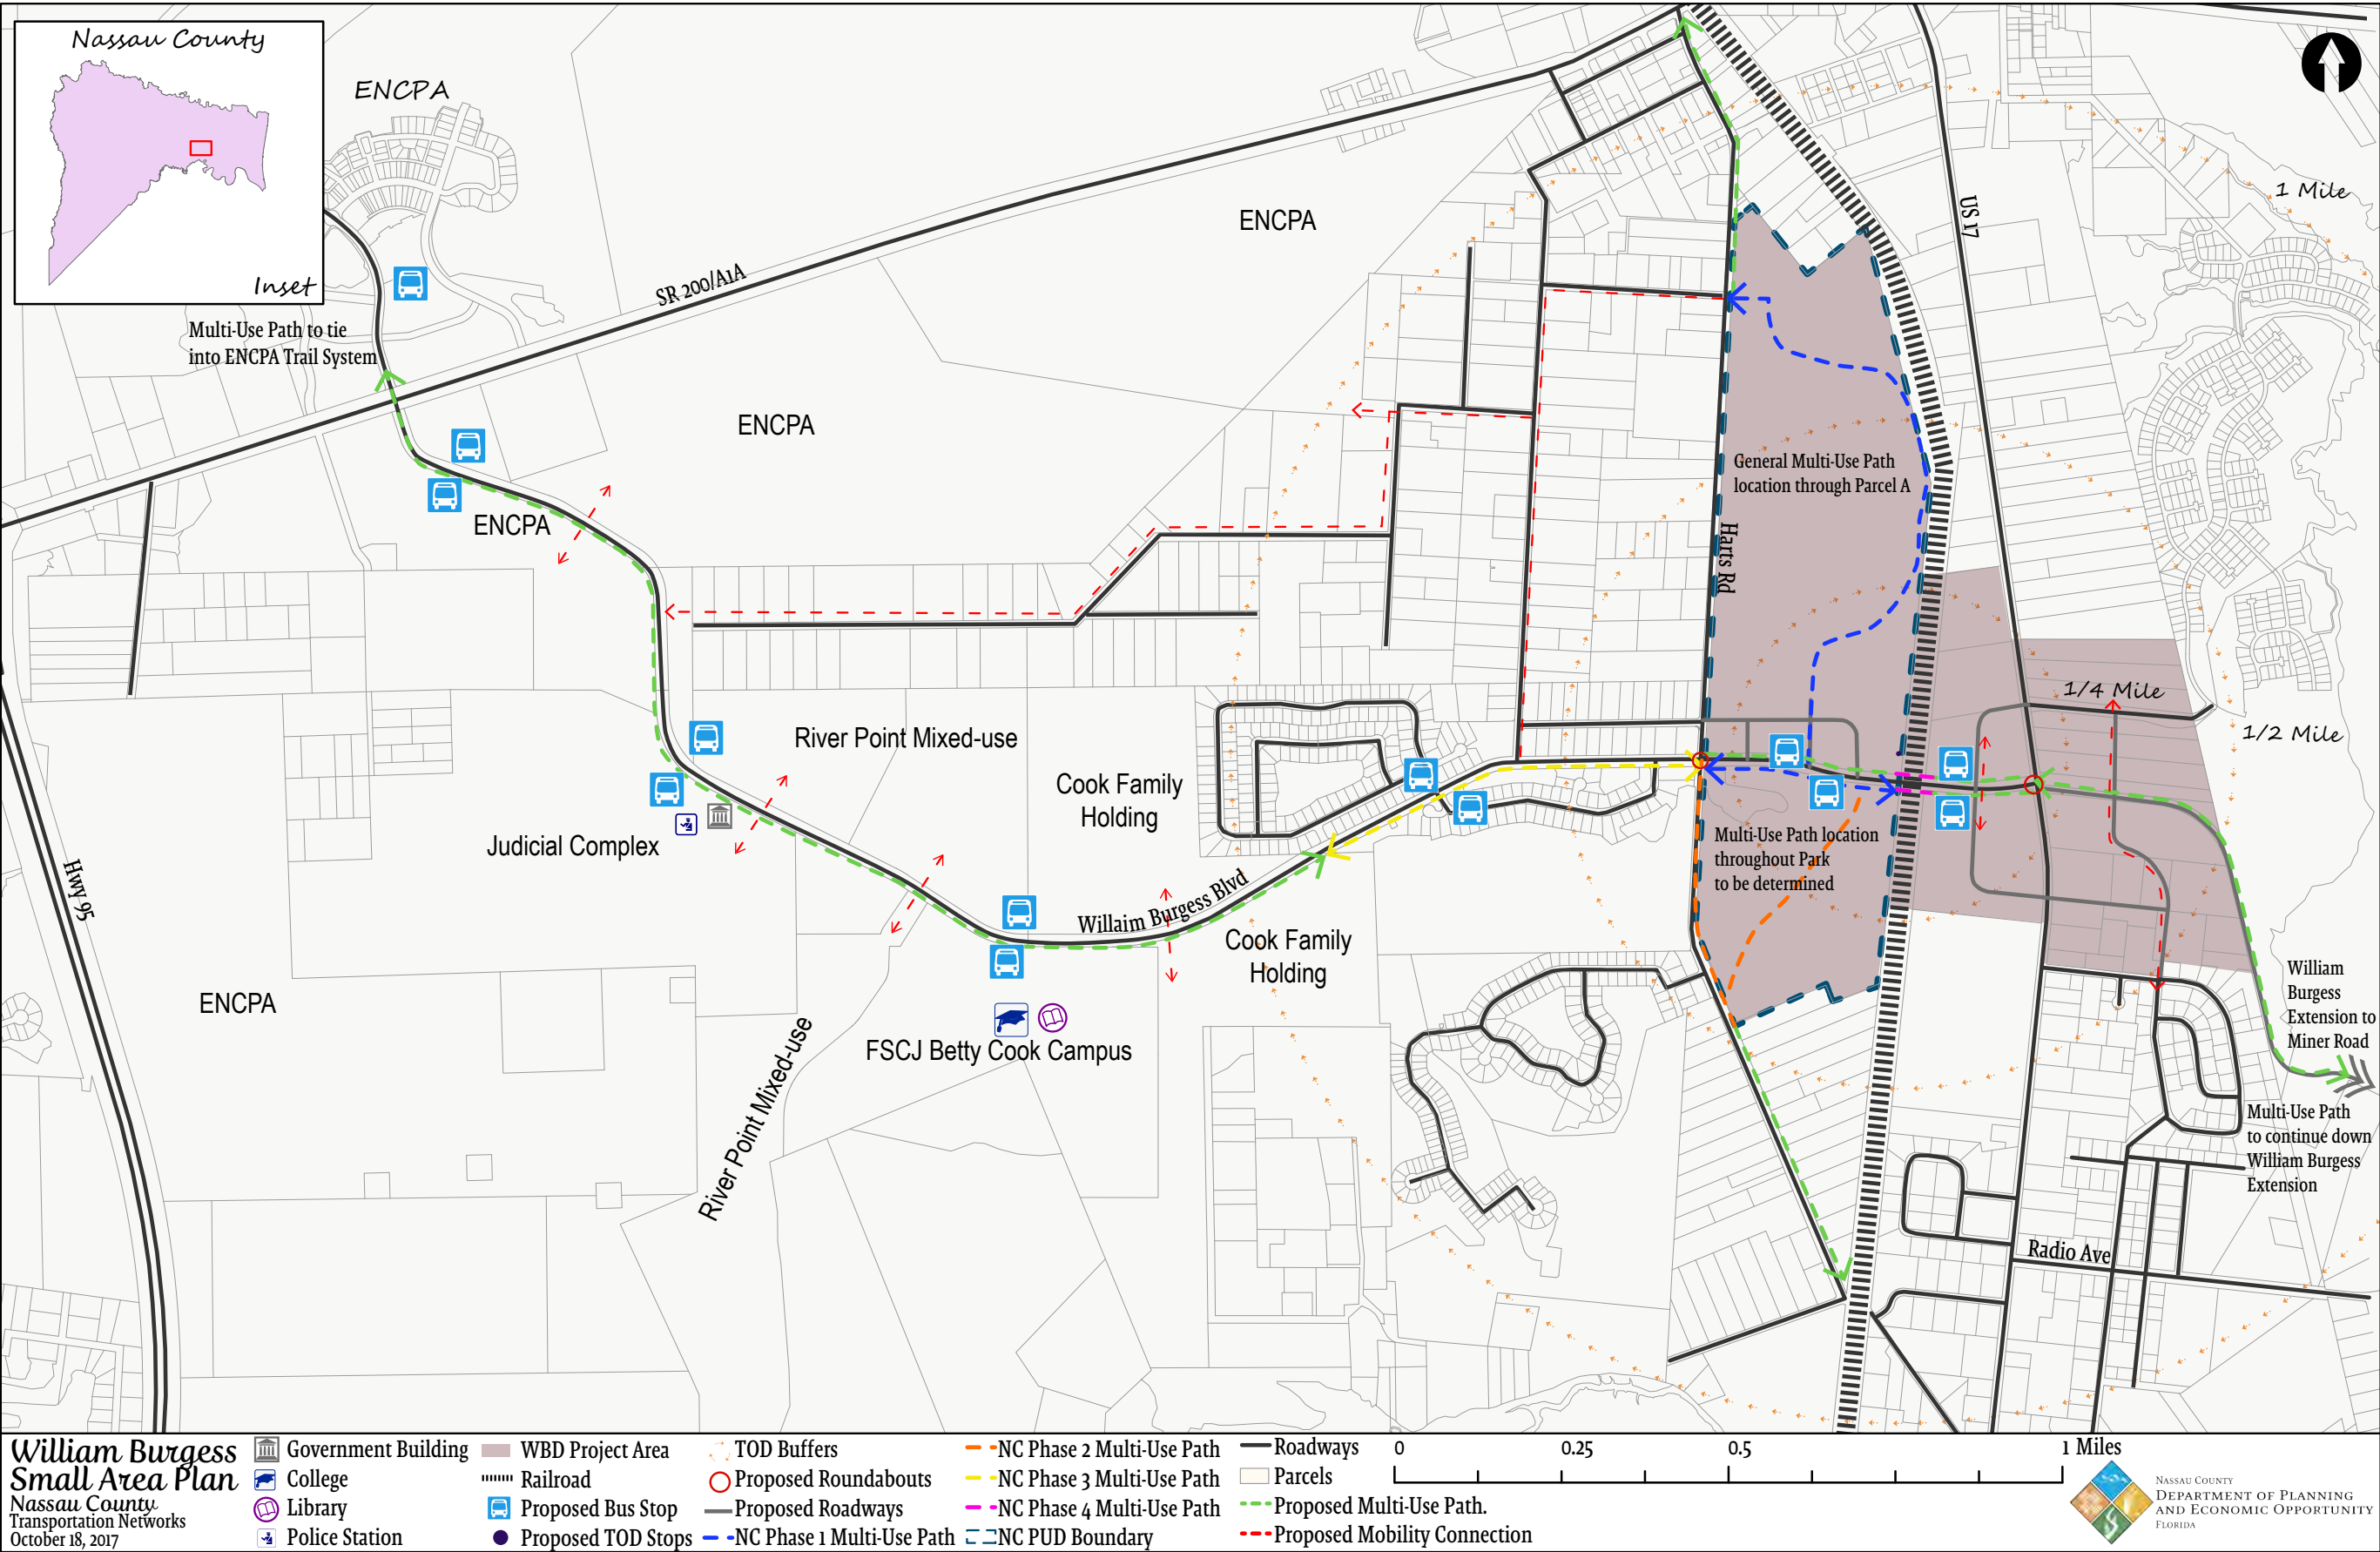 Nassau County
Inset
ENCPA
Multi-Use Path to tie
into ENCPA Trail System
SR 200/A1A
ENCPA
US 17
1 Mile
ENCPA
ENCPA
General Multi-Use Path
location through Parcel A
Harts Rd
1/4 Mile
1/2 Mile
River Point Mixed-use
Cook Family
Holding
Judicial Complex
Multi-Use Path location
throughout Park
to be determined
Hwy 95
Willaim Burgess Blvd
Cook Family
Holding
ENCPA
FSCJ Betty Cook Campus
River Point Mixed-use
William
Burgess
Extension to
Miner Road
Multi-Use Path
to continue down
William Burgess
Extension
Radio Ave
William Burgess
Small Area Plan
Nassau County
Transportation Networks
October 18, 2017
Government Building
College
Library
Police Station
WBD Project Area
Railroad
Proposed Bus Stop
Proposed TOD Stops
TOD Buffers
Proposed Roundabouts
Proposed Roadways
NC Phase 1 Multi-Use Path
NC Phase 2 Multi-Use Path
NC Phase 3 Multi-Use Path
NC Phase 4 Multi-Use Path
NC PUD Boundary
Roadways
Parcels
Proposed Multi-Use Path.
Proposed Mobility Connection
0 0.25 0.5 1 Miles
Nassau County
Department of Planning
and Economic Opportunity
Florida